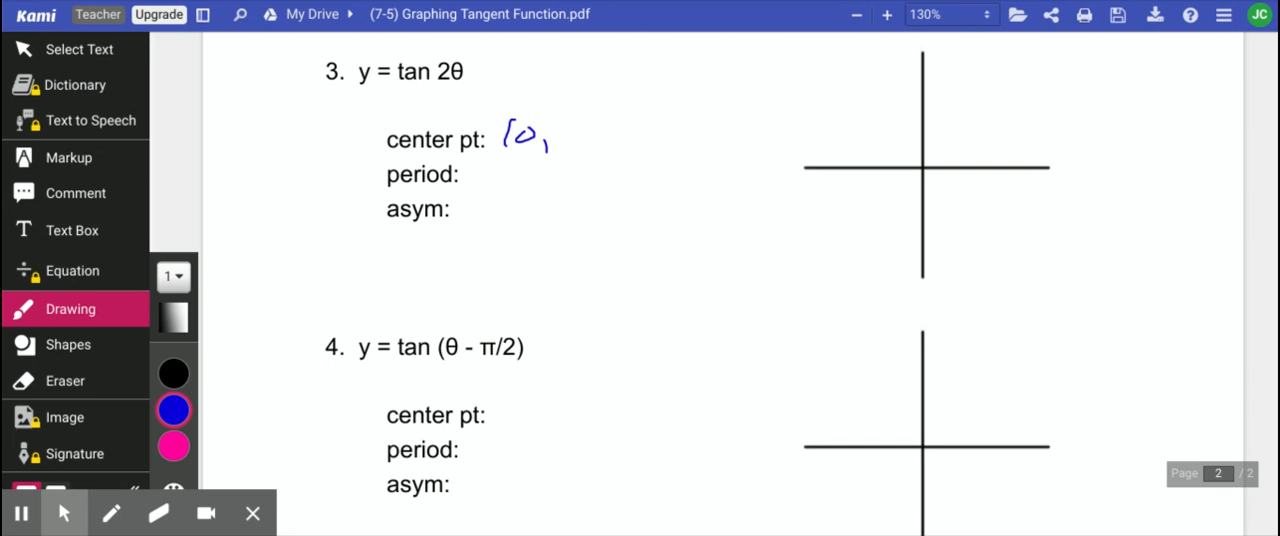 Kami Teacher Upgrade My Drive (7-5) Graphing Tangent Function.pdf 130% JC
Select Text
Dictionary
Text to Speech
Markup
Comment
Text Box
Equation
Drawing
Shapes
Eraser
Image
Signature
1
3. y = tan 2θ
center pt: (0,
period:
asym:
4. y = tan (θ - π/2)
center pt:
period:
asym:
Page 2 / 2